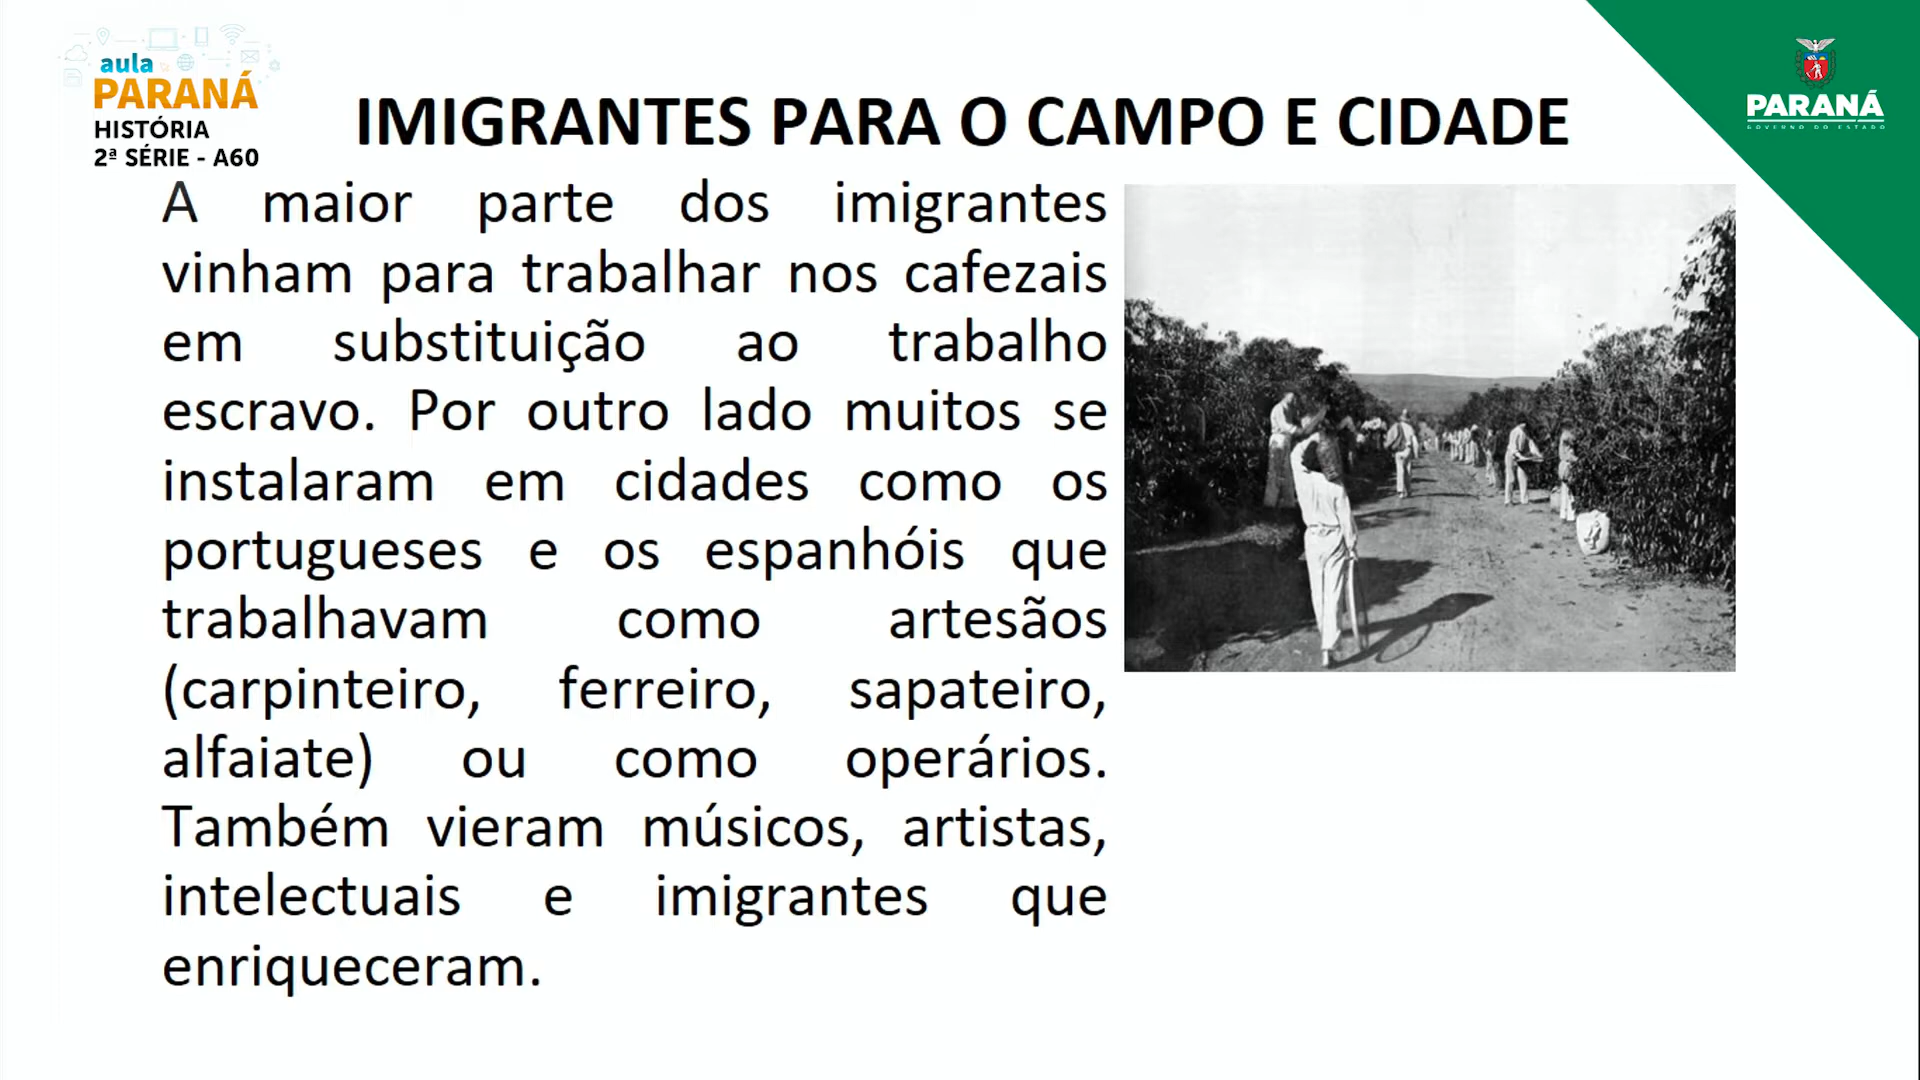 aula
PARANÁ
HISTÓRIA
2ª SÉRIE - A60
IMIGRANTES PARA O CAMPO E CIDADE
PARANÁ
GOVERNO DO ESTADO
A maior parte dos imigrantes
vinham para trabalhar nos cafezais
em substituição ao trabalho
escravo. Por outro lado muitos se
instalaram em cidades como os
portugueses e os espanhóis que
trabalhavam como artesãos
(carpinteiro, ferreiro, sapateiro,
alfaiate) ou como operários.
Também vieram músicos, artistas,
intelectuais e imigrantes que
enriqueceram.